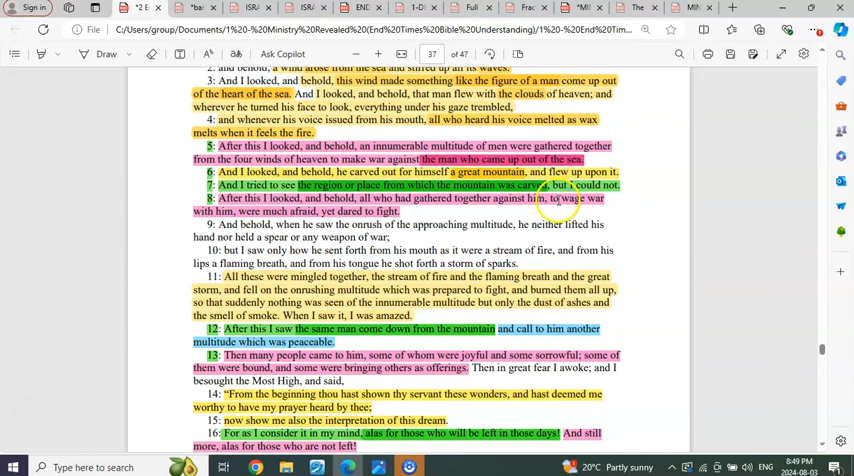 Sign in
*2 E
*bas
ISRA
ISRA
END
1-D!
Full
Frac
*MI
The
MIN
C:/Users/group/Documents/1%20-%20Ministry%20Revealed%20(End%20Times%20Bible%20Understanding)/1%20-%20End%20Time...
Draw
Ask Copilot
37 of 47
2: and behold, a wind arose from the sea and stirred up all its waves.
3: And I looked, and behold, this wind made something like the figure of a man come up out
of the heart of the sea. And I looked, and behold, that man flew with the clouds of heaven; and
wherever he turned his face to look, everything under his gaze trembled,
4: and whenever his voice issued from his mouth, all who heard his voice melted as wax
melts when it feels the fire.
5: After this I looked, and behold, an innumerable multitude of men were gathered together
from the four winds of heaven to make war against the man who came up out of the sea.
6: And I looked, and behold, he carved out for himself a great mountain, and flew up upon it.
7: And I tried to see the region or place from which the mountain was carved, but I could not.
8: After this I looked, and behold, all who had gathered together against him, to wage war
with him, were much afraid, yet dared to fight.
9: And behold, when he saw the onrush of the approaching multitude, he neither lifted his
hand nor held a spear or any weapon of war;
10: but I saw only how he sent forth from his mouth as it were a stream of fire, and from his
lips a flaming breath, and from his tongue he shot forth a storm of sparks.
11: All these were mingled together, the stream of fire and the flaming breath and the great
storm, and fell on the onrushing multitude which was prepared to fight, and burned them all up,
so that suddenly nothing was seen of the innumerable multitude but only the dust of ashes and
the smell of smoke. When I saw it, I was amazed.
12: After this I saw the same man come down from the mountain and call to him another
multitude which was peaceable.
13: Then many people came to him, some of whom were joyful and some sorrowful; some of
them were bound, and some were bringing others as offerings. Then in great fear I awoke; and I
besought the Most High, and said,
14: “From the beginning thou hast shown thy servant these wonders, and hast deemed me
worthy to have my prayer heard by thee;
15: now show me also the interpretation of this dream.
16: For as I consider it in my mind, alas for those who will be left in those days! And still
more, alas for those who are not left!
Type here to search
20°C Partly sunny
8:49 PM
2024-08-03